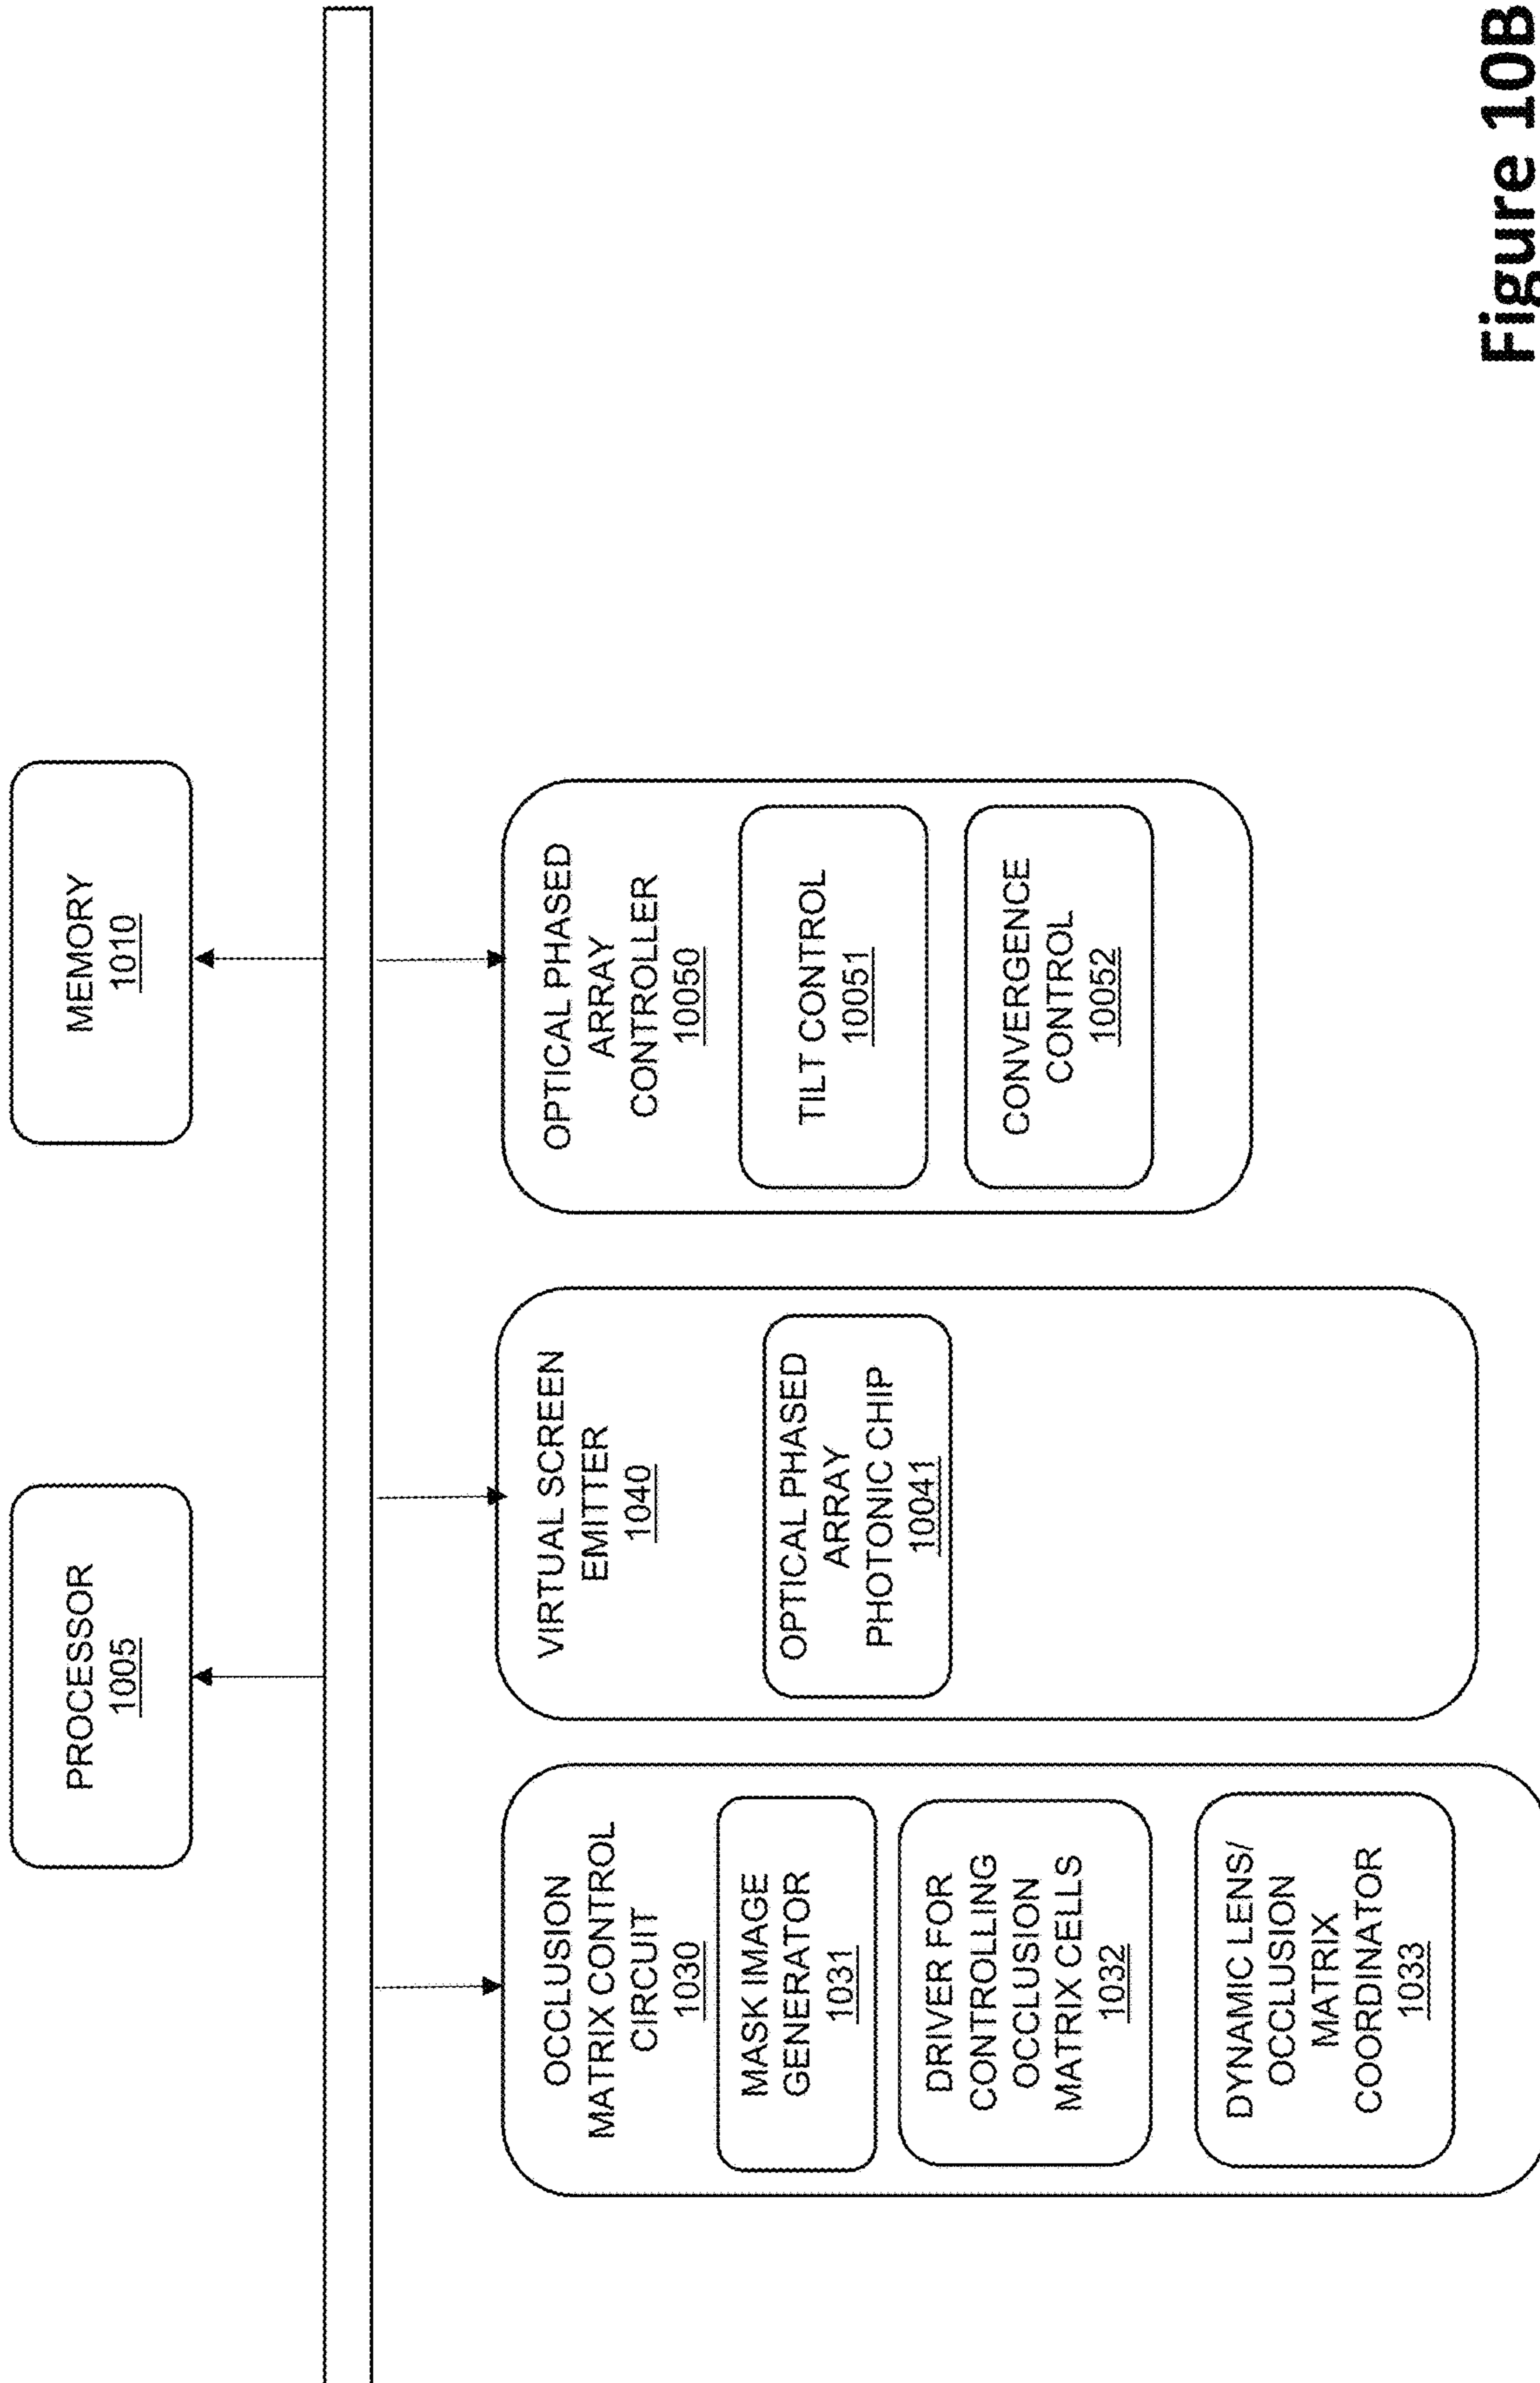 PROCESSOR
1005
MEMORY
1010
OCCLUSION
MATRIX CONTROL
CIRCUIT
1030
MASK IMAGE
GENERATOR
1031
DRIVER FOR
CONTROLLING
OCCLUSION
MATRIX CELLS
1032
DYNAMIC LENS/
OCCLUSION
MATRIX
COORDINATOR
1033
VIRTUAL SCREEN
EMITTER
1040
OPTICAL PHASED
ARRAY
PHOTONIC CHIP
10041
OPTICAL PHASED
ARRAY
CONTROLLER
10050
TILT CONTROL
10051
CONVERGENCE
CONTROL
10052
Figure 10B